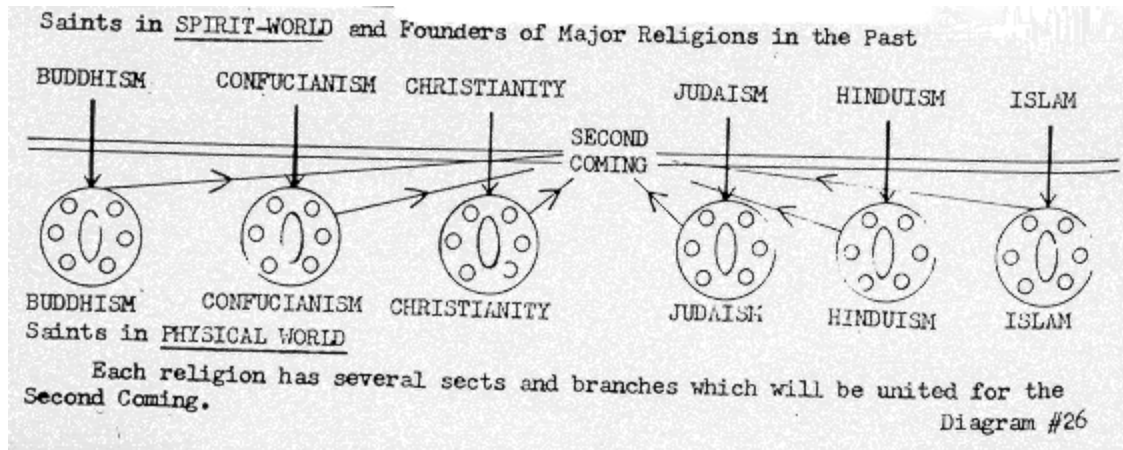 Saints in SPIRIT-WORLD and Founders of Major Religions in the Past
BUDDHISM CONFUCIANISM CHRISTIANITY JUDAISM HINDUISM ISLAM
SECOND
COMING
BUDDHISM CONFUCIANISM CHRISTIANITY JUDAISM HINDUISM ISLAM
Saints in PHYSICAL WORLD
Each religion has several sects and branches which will be united for the
Second Coming.
Diagram #26